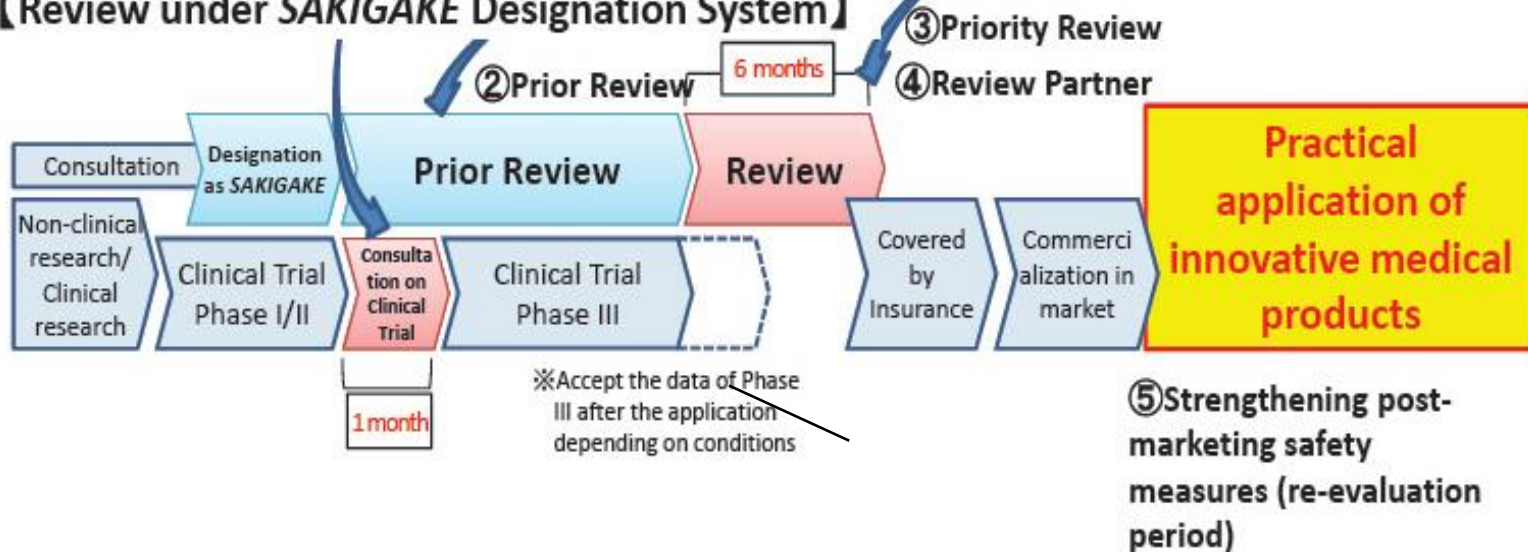 【Review under SAKIGAKE Designation System】
③Priority Review
6 months
②Prior Review
④Review Partner
Consultation
Designation
as SAKIGAKE
Prior Review
Review
Practical
application of
innovative medical
products
Non-clinical
research/
Clinical
research
Clinical Trial
Phase I/II
Consulta
tion on
Clinical
Trial
Clinical Trial
Phase III
Covered
by
Insurance
Commerci
alization in
market
1 month
※Accept the data of Phase
III after the application
depending on conditions
⑤Strengthening post-
marketing safety
measures (re-evaluation
period)